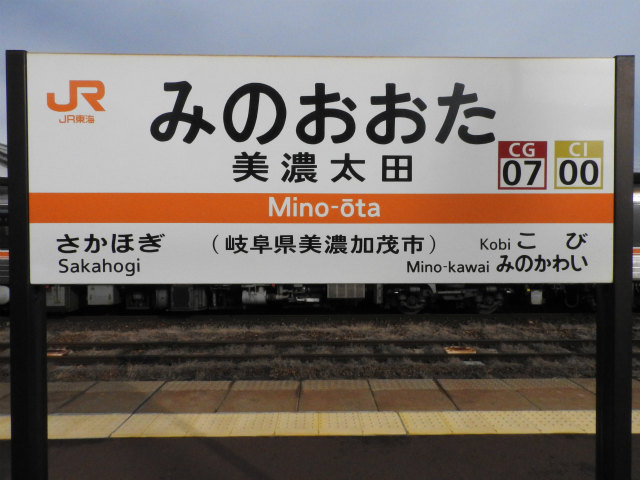 JR
JR東海
みのおおた
美濃太田
CG
07
CI
00
Mino-ōta
さかほぎ
Sakahogi
(岐阜県美濃加茂市)
Kobi こび
Mino-kawai みのかわい